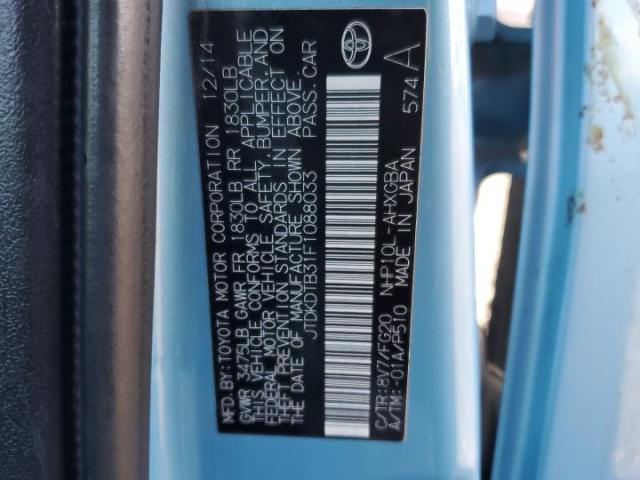 MFD. BY: TOYOTA MOTOR CORPORATION 12/14
GVWR 3475LB GAWR FR 1830LB RR 1830LB
THIS VEHICLE CONFORMS TO ALL APPLICABLE
FEDERAL MOTOR VEHICLE SAFETY, BUMPER, AND
THEFT PREVENTION STANDARDS IN EFFECT ON
THE DATE OF MANUFACTURE SHOWN ABOVE.
JTDKDTB31F1088033 PASS. CAR
C/TR: 8V7/FG20 NHP10L-AHXGBA
A/TM: -01A/P510 MADE IN JAPAN 574 A